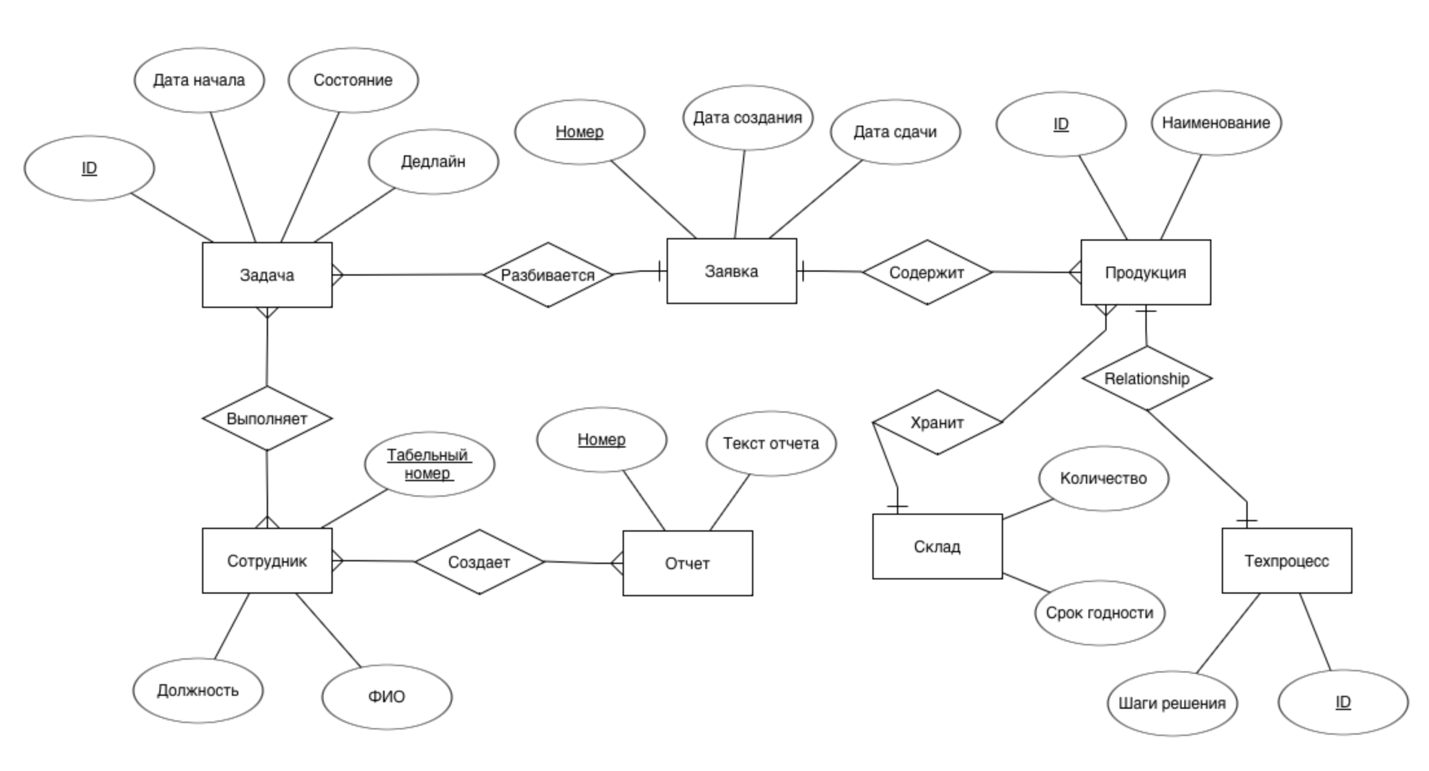 Дата начала
Состояние
ID
Дедлайн
Номер
Дата создания
Дата сдачи
ID
Наименование
Задача
Разбивается
Заявка
Содержит
Продукция
Relationship
Выполняет
Хранит
Табельный
номер
Номер
Текст отчета
Количество
Сотрудник
Создает
Отчет
Склад
Техпроцесс
Срок годности
Должность
ФИО
Шаги решения
ID